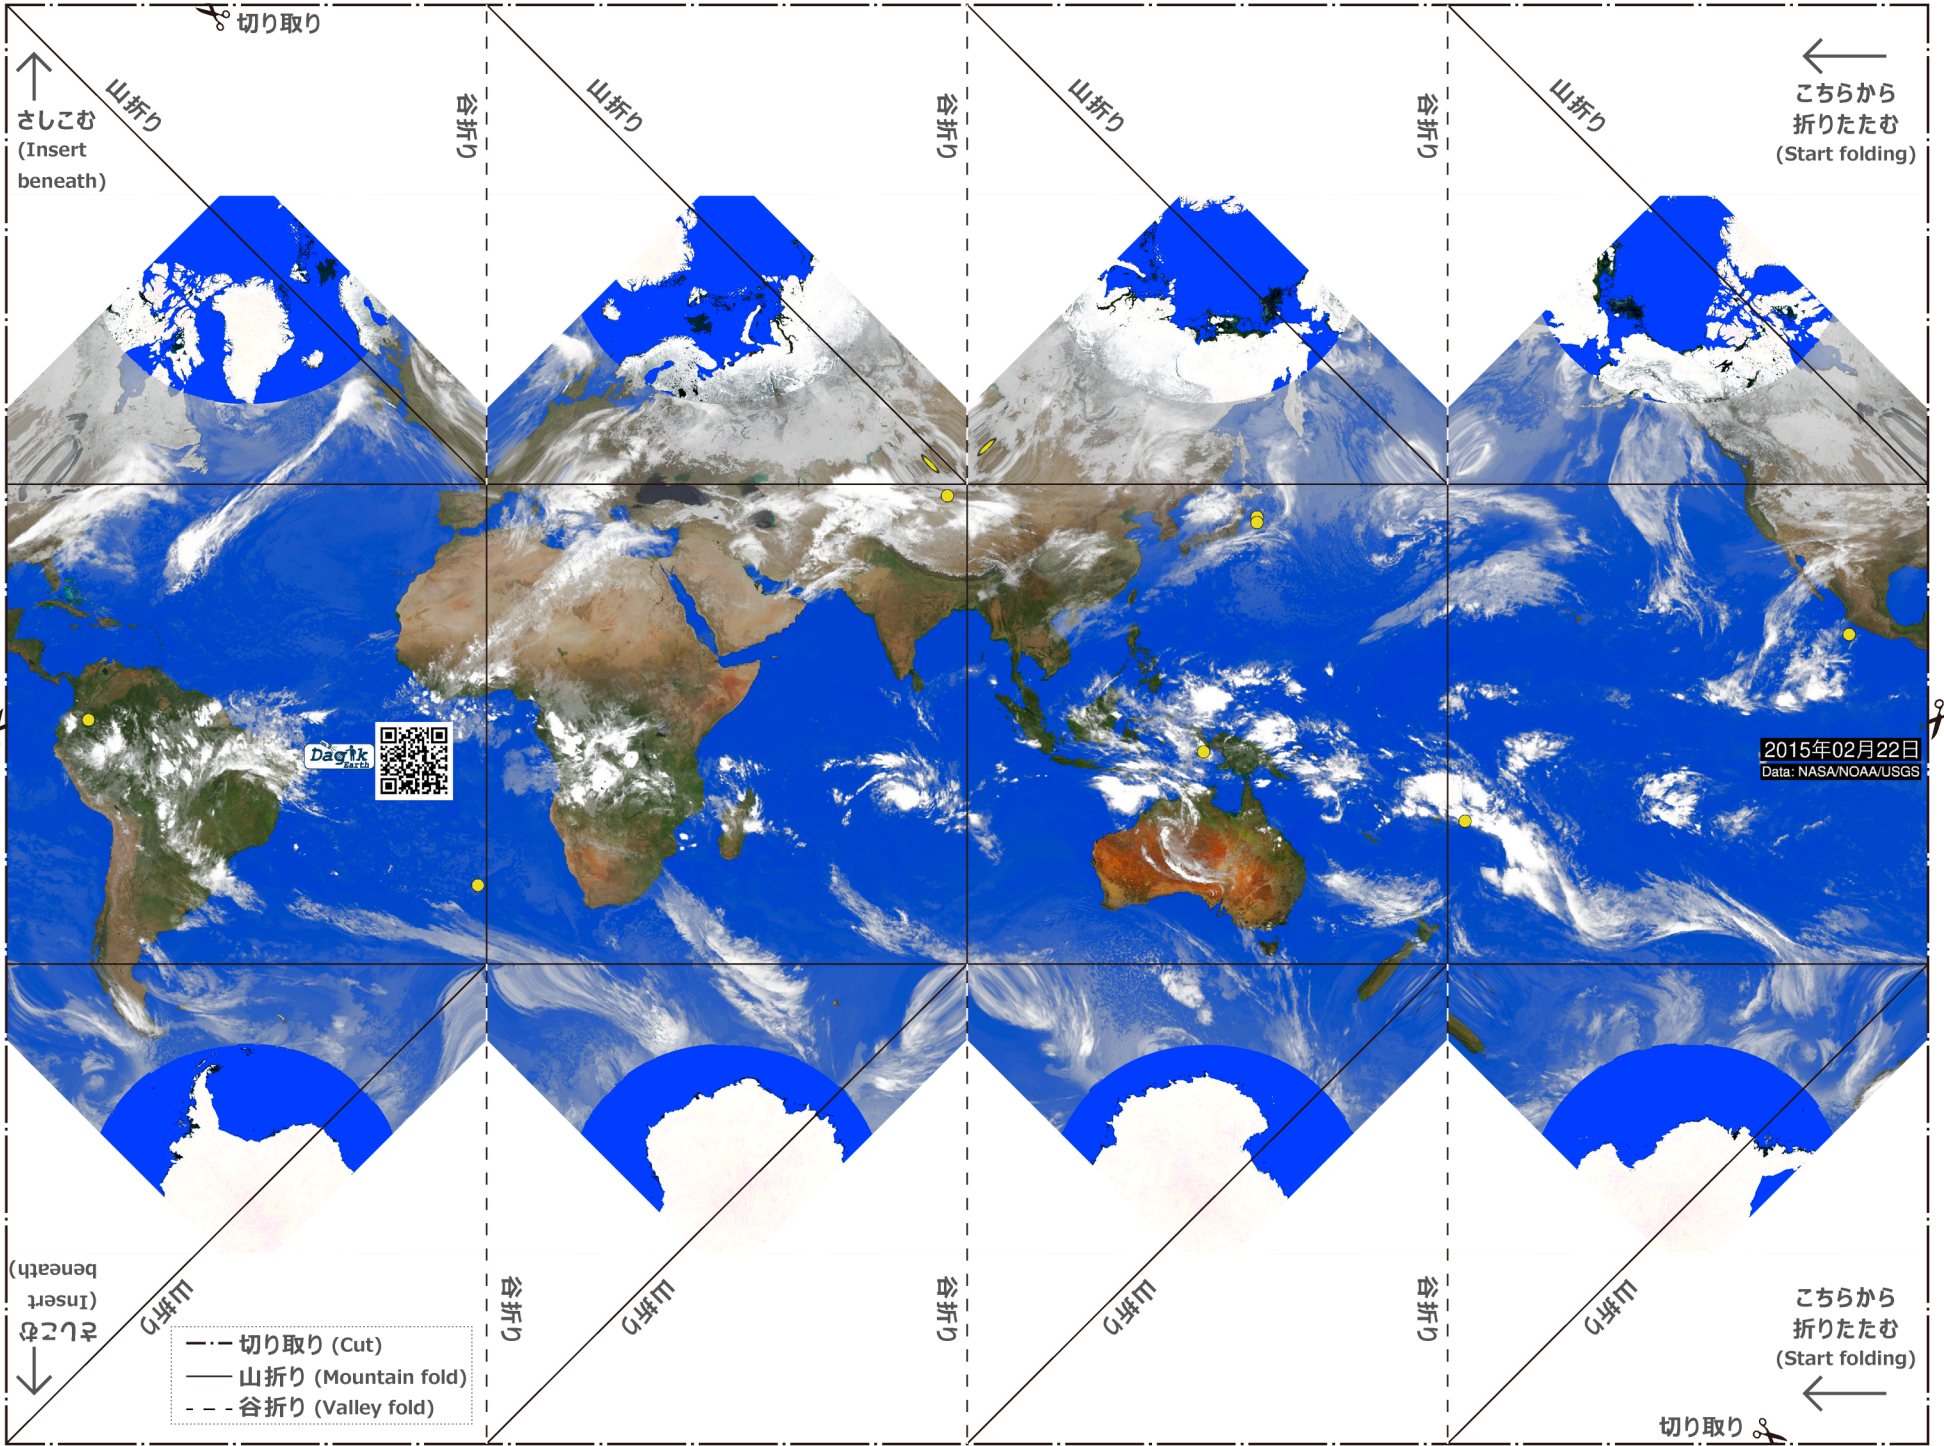 切り取り
山折り
谷折り
山折り
谷折り
山折り
谷折り
山折り
さしこむ
(Insert
beneath)
こちらから
折りたたむ
(Start folding)
Dagik
Earth
2015年02月22日
Data: NASA/NOAA/USGS
さしこむ
(Insert
beneath)
山折り
谷折り
山折り
谷折り
山折り
谷折り
山折り
こちらから
折りたたむ
(Start folding)
切り取り (Cut)
山折り (Mountain fold)
谷折り (Valley fold)
切り取り